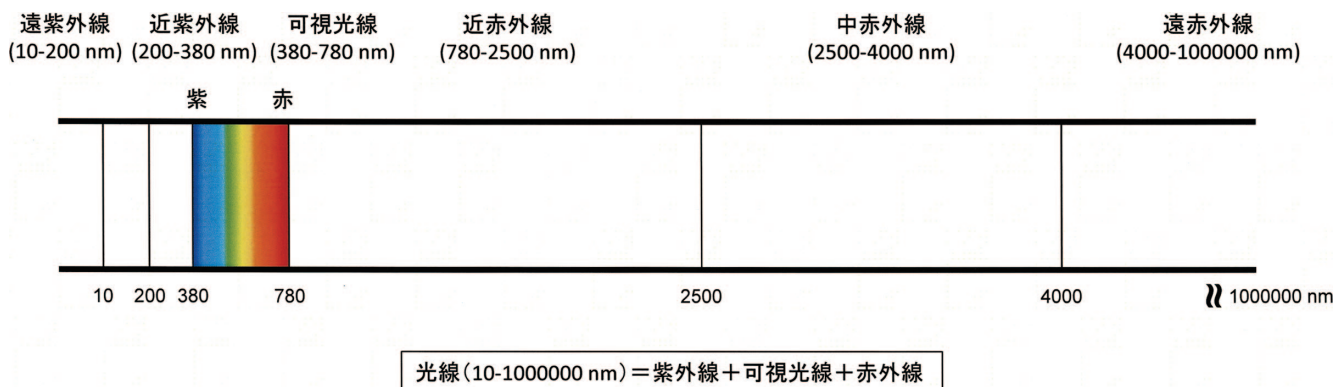 遠紫外線 近紫外線 可視光線 近赤外線 中赤外線 遠赤外線
(10-200 nm) (200-380 nm) (380-780 nm) (780-2500 nm) (2500-4000 nm) (4000-1000000 nm)
紫 赤
10 200 380 780 2500 4000 1000000 nm
光線(10-1000000 nm)＝紫外線＋可視光線＋赤外線